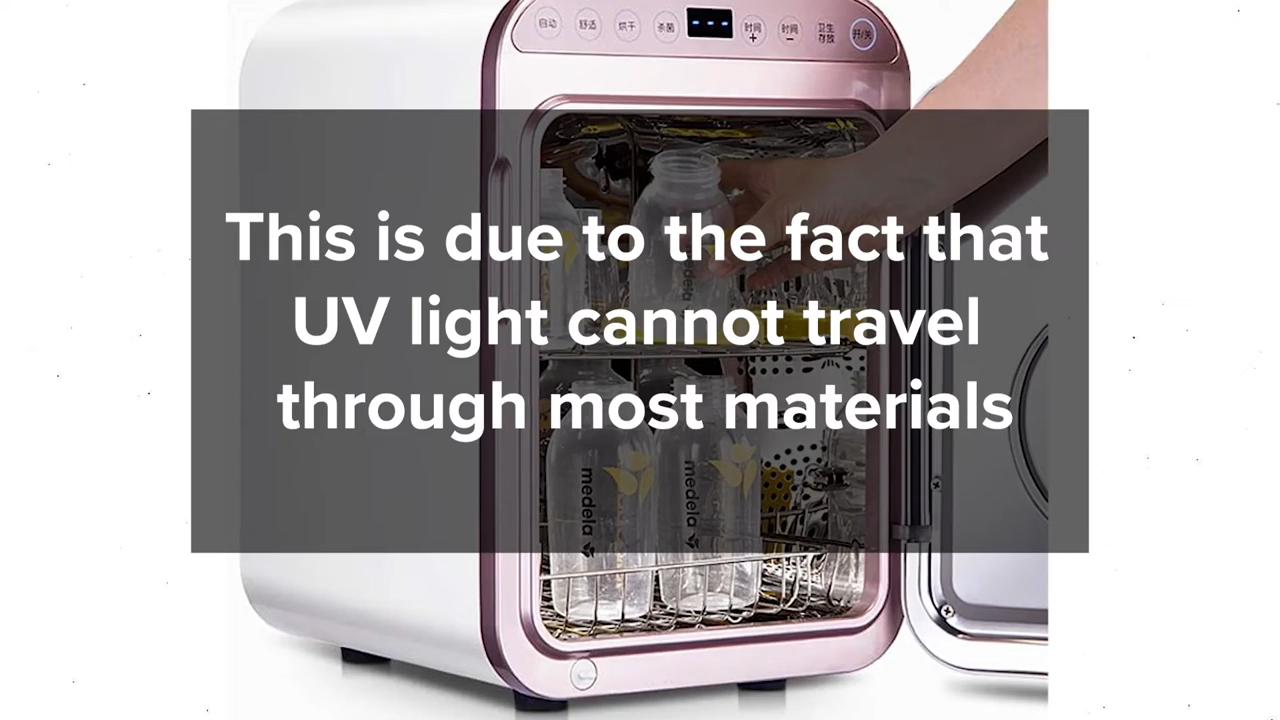 自动 舒适 烘干 杀菌 时间 + 时间 − 卫生 存放 开/关
This is due to the fact that
UV light cannot travel
through most materials
medela
medela
medela